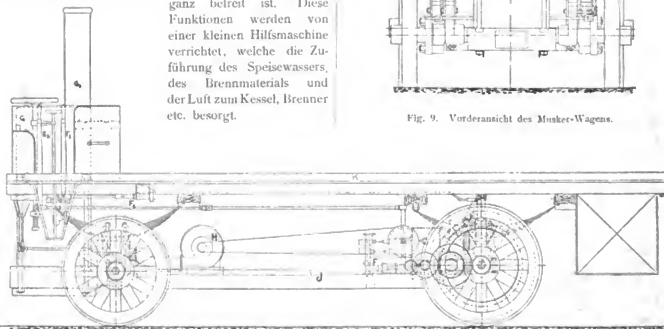 ganz befreit ist. Diese
Funktionen werden von
einer kleinen Hilfsmaschine
verrichtet, welche die Zu-
führung des Speisewassers,
des Brennmaterials und
der Luft zum Kessel, Brenner
etc. besorgt.
Fig. 9. Vorderansicht des Musker-Wagens.
K
H
F
J